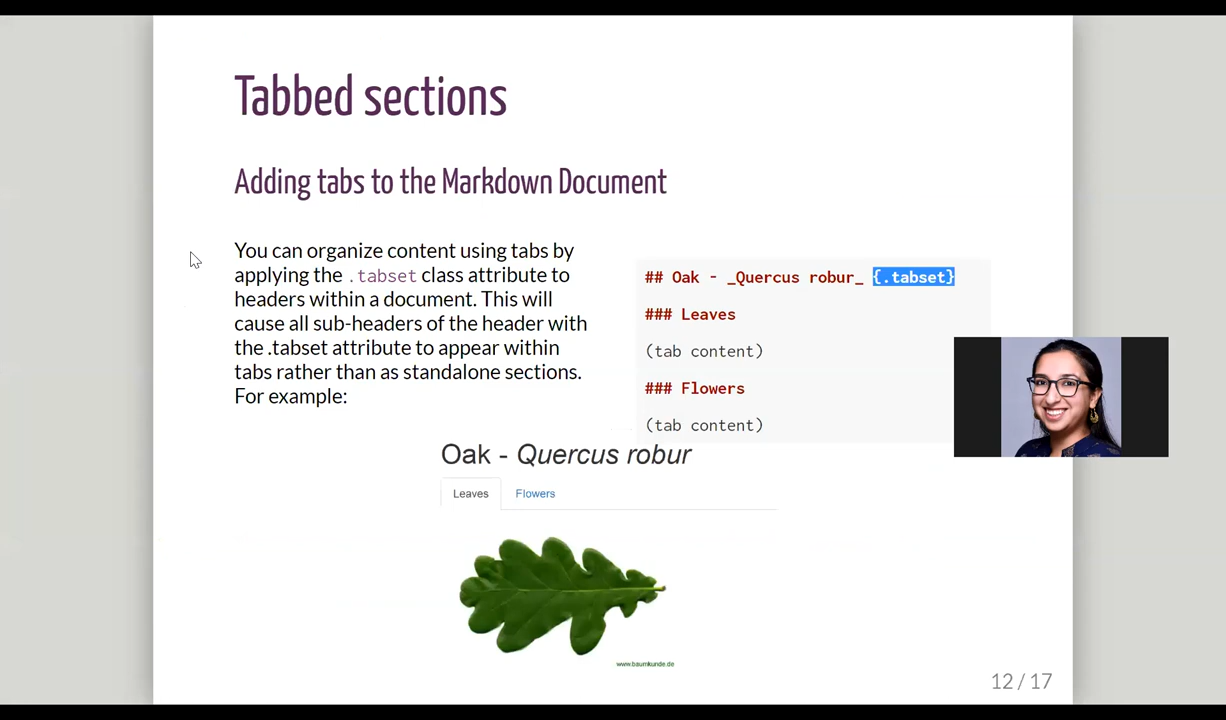 Tabbed sections
Adding tabs to the Markdown Document
You can organize content using tabs by
applying the .tabset class attribute to
headers within a document. This will
cause all sub-headers of the header with
the .tabset attribute to appear within
tabs rather than as standalone sections.
For example:
## Oak - _Quercus robur_ {.tabset}
### Leaves
(tab content)
### Flowers
(tab content)
Oak - Quercus robur
Leaves Flowers
www.baumkunde.de
12 / 17